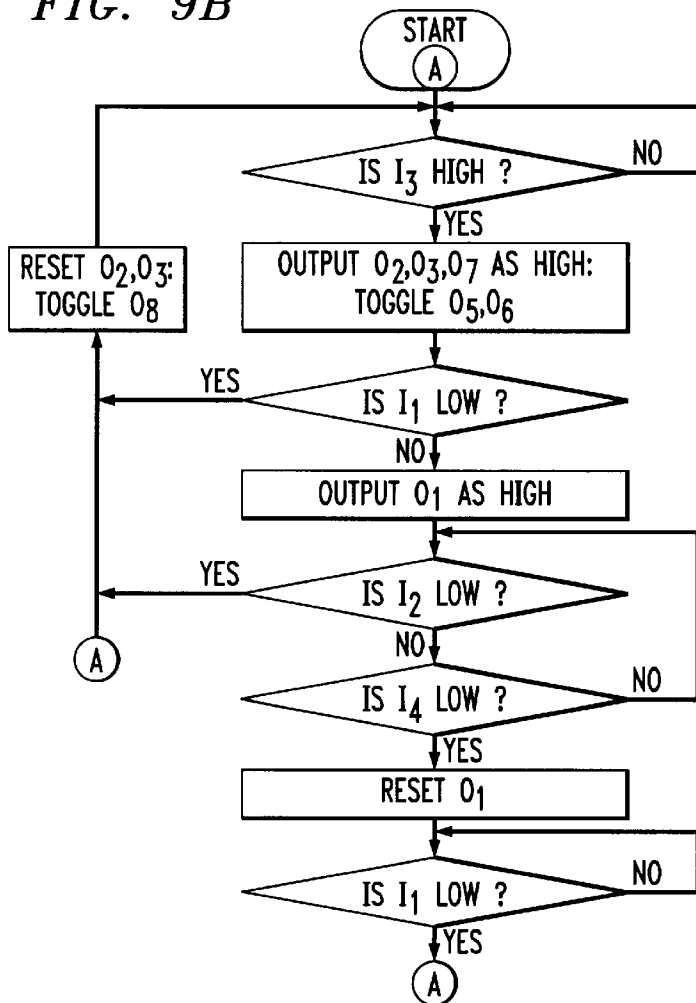 FIG. 9B
START
A
IS I3 HIGH ?
NO
YES
RESET O2,O3:
TOGGLE O8
OUTPUT O2,O3,O7 AS HIGH:
TOGGLE O5,O6
YES
IS I1 LOW ?
NO
OUTPUT O1 AS HIGH
YES
IS I2 LOW ?
NO
A
IS I4 LOW ?
NO
YES
RESET O1
IS I1 LOW ?
NO
YES
A